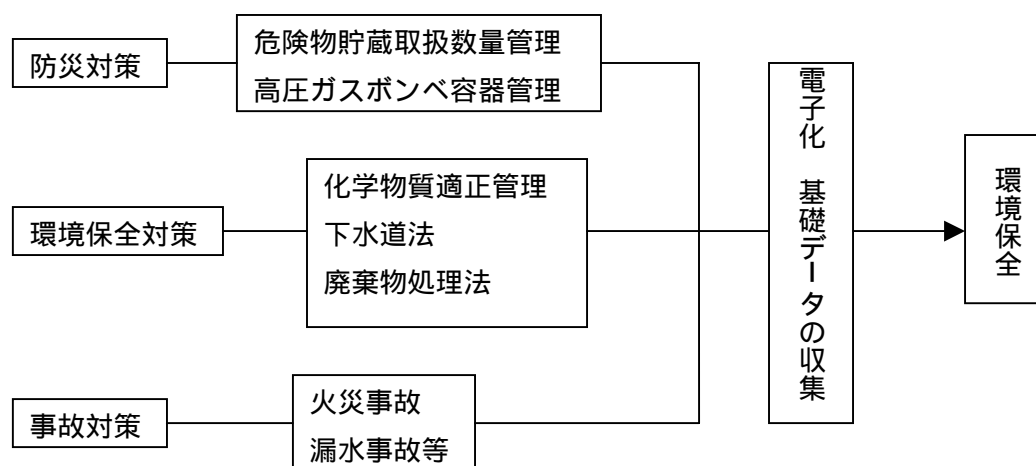 防災対策
危険物貯蔵取扱数量管理
高圧ガスボンベ容器管理
環境保全対策
化学物質適正管理
下水道法
廃棄物処理法
事故対策
火災事故
漏水事故等
電子化 基礎データの収集
環境保全